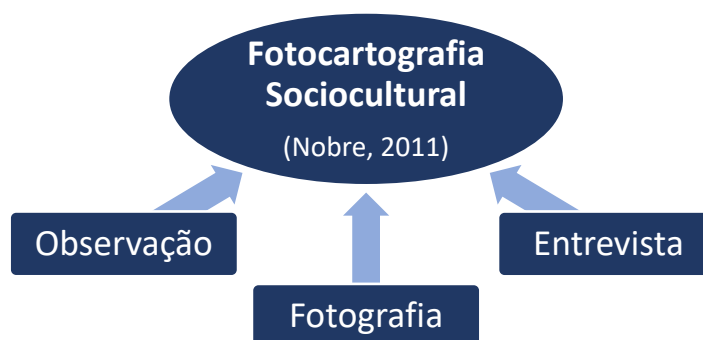 Fotocartografia
Sociocultural
(Nobre, 2011)
Observação
Entrevista
Fotografia